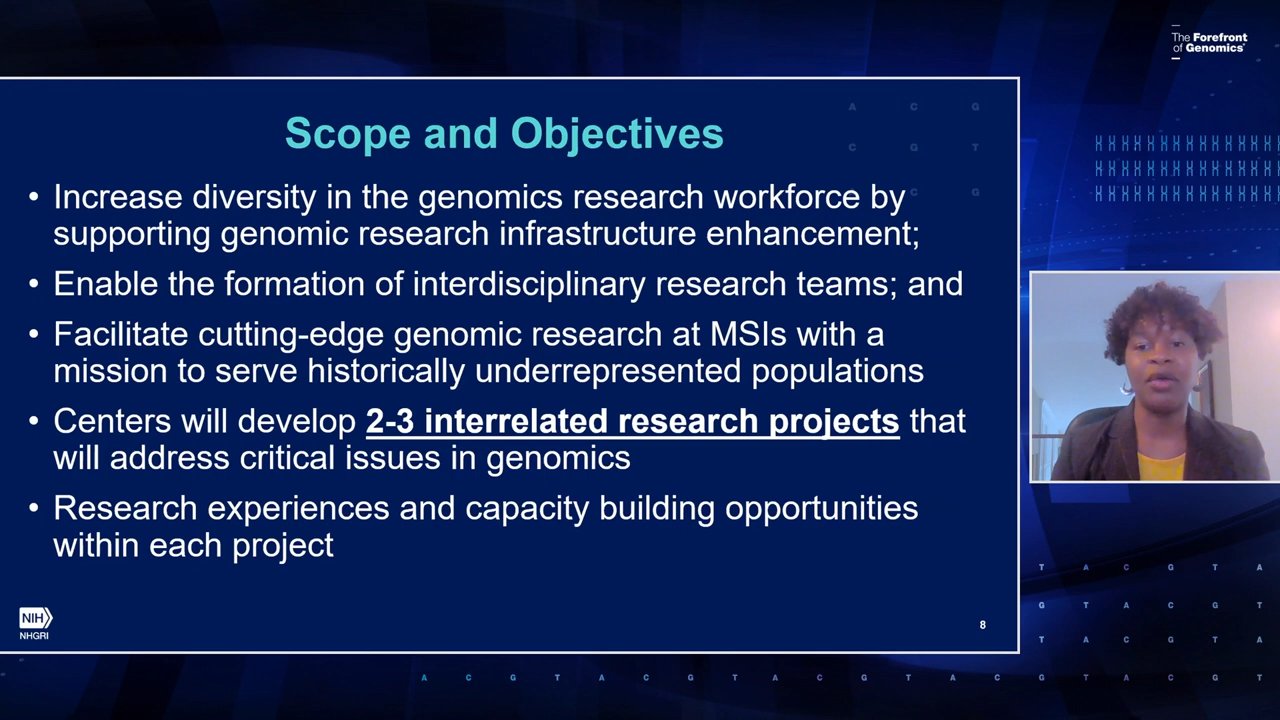 The Forefront
of Genomics®
Scope and Objectives
A C G
C G T
C G
• Increase diversity in the genomics research workforce by
supporting genomic research infrastructure enhancement;
• Enable the formation of interdisciplinary research teams; and
• Facilitate cutting-edge genomic research at MSIs with a
mission to serve historically underrepresented populations
• Centers will develop 2-3 interrelated research projects that
will address critical issues in genomics
• Research experiences and capacity building opportunities
within each project
NIH
NHGRI
8
T A C G T A
G T A C G T
T A C G T A
A C G T A C G T A C G T A C G T A C G T